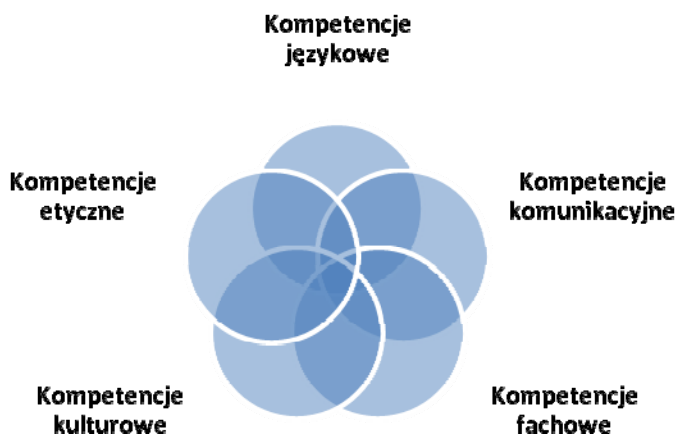 Kompetencje
językowe
Kompetencje
etyczne
Kompetencje
komunikacyjne
Kompetencje
kulturowe
Kompetencje
fachowe